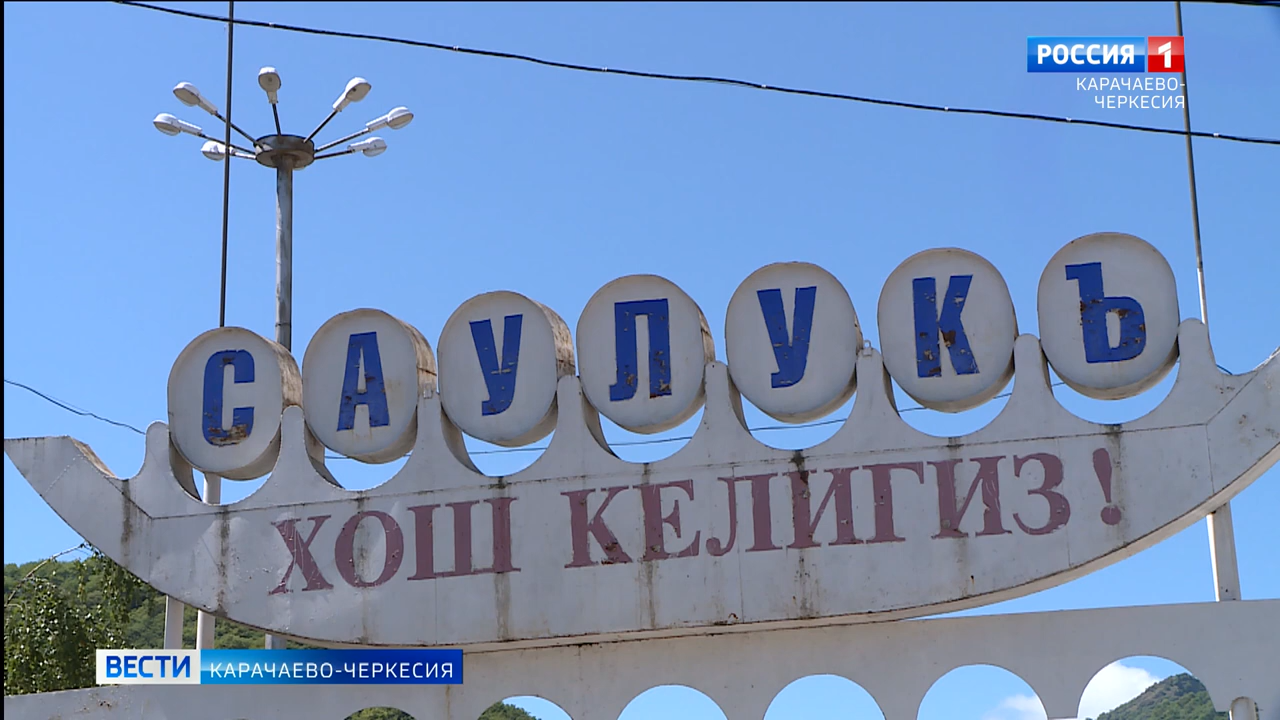 РОССИЯ 1
КАРАЧАЕВО-
ЧЕРКЕСИЯ
САУЛУКЪ
ХОШ КЕЛИГИЗ!
ВЕСТИ КАРАЧАЕВО-ЧЕРКЕСИЯ